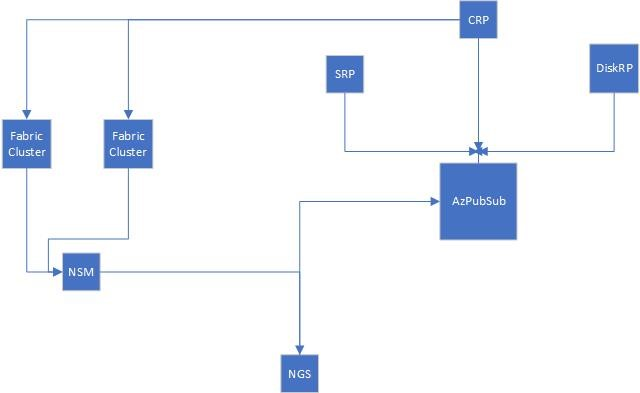 CRP
SRP
DiskRP
Fabric
Cluster
Fabric
Cluster
AzPubSub
NSM
NGS